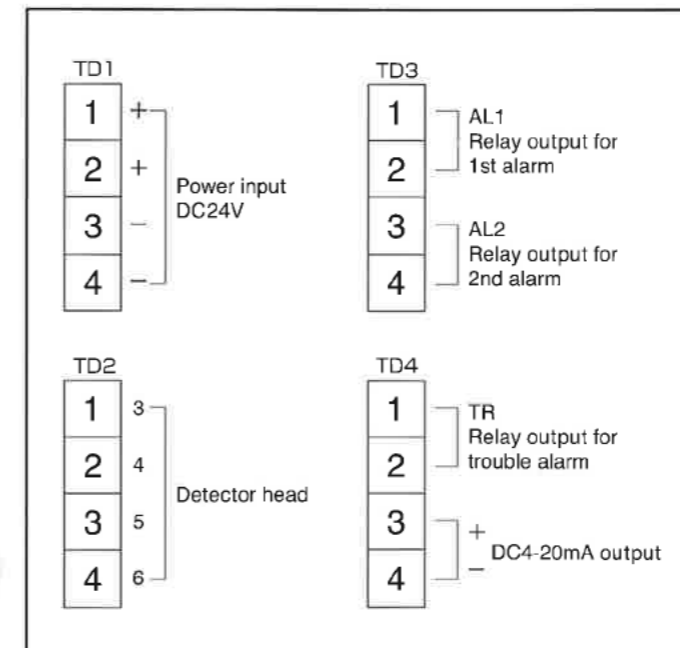 TD1
1 +
2 +
3 −
4 −
Power input
DC24V
TD3
1
2
3
4
AL1
Relay output for
1st alarm
AL2
Relay output for
2nd alarm
TD2
1 3
2 4
3 5
4 6
Detector head
TD4
1
2
3
4
TR
Relay output for
trouble alarm
+
−
DC4-20mA output